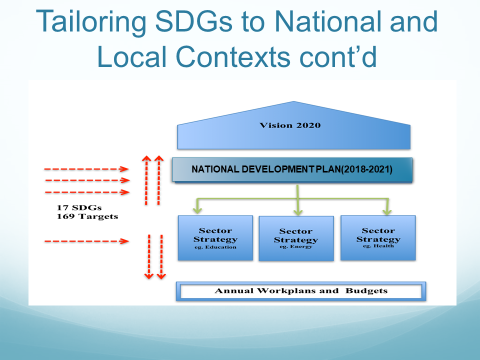 Tailoring SDGs to National and
Local Contexts cont’d
Vision 2020
NATIONAL DEVELOPMENT PLAN(2018-2021)
17 SDGs
169 Targets
Sector
Strategy
eg. Education
Sector
Strategy
eg. Energy
Sector
Strategy
eg. Health
Annual Workplans and Budgets